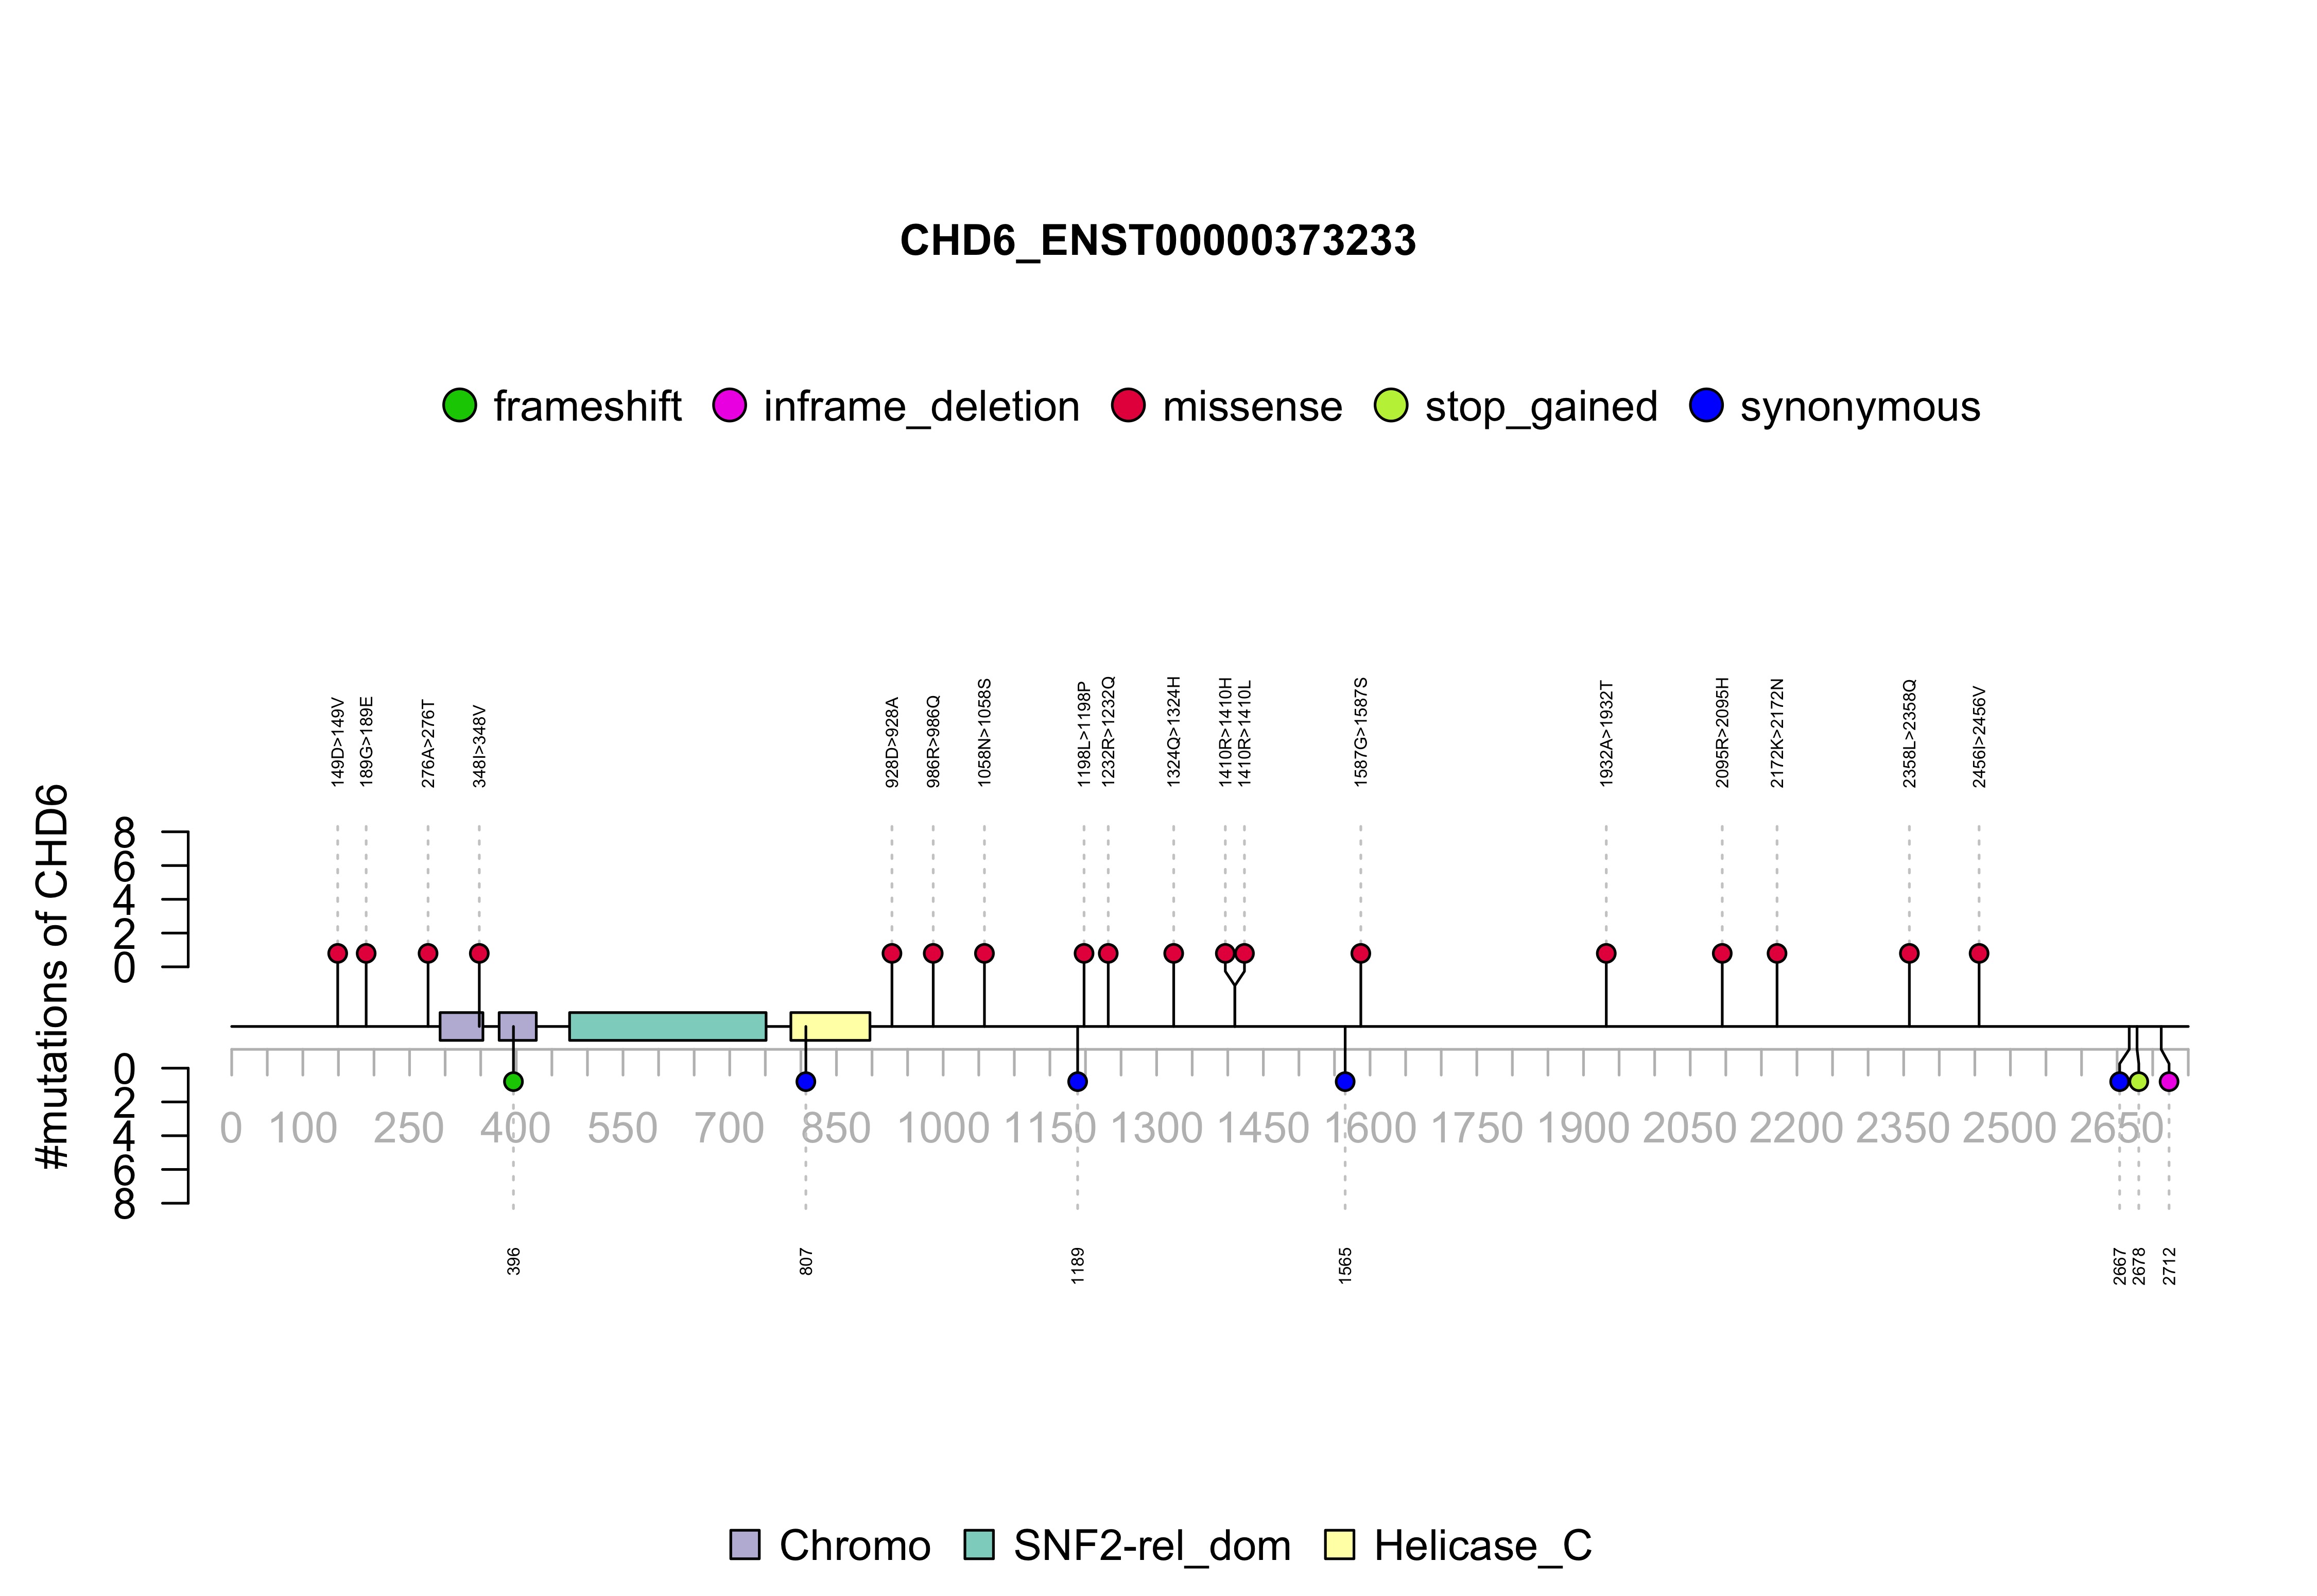 CHD6_ENST00000373233
frameshift inframe_deletion missense stop_gained synonymous
149D>149V
189G>189E
276A>276T
348I>348V
928D>928A
986R>986Q
1058N>1058S
1198L>1198P
1232R>1232Q
1324Q>1324H
1410R>1410H
1410R>1410L
1587G>1587S
1932A>1932T
2095R>2095H
2172K>2172N
2358L>2358Q
2456I>2456V
#mutations of CHD6
8
6
4
2
0
0
2
4
6
8
0 100 250 400 550 700 850 1000 1150 1300 1450 1600 1750 1900 2050 2200 2350 2500 2650
396
807
1189
1565
2667
2678
2712
Chromo SNF2-rel_dom Helicase_C